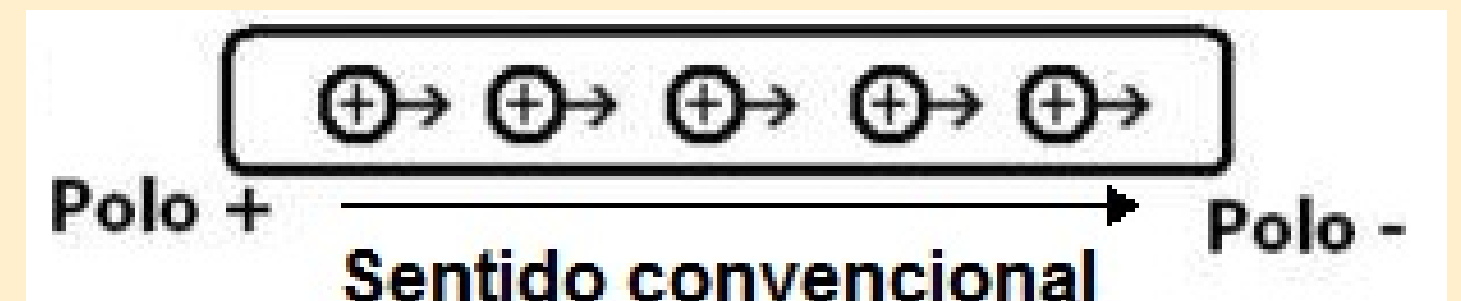 + + + + +
Polo +
Polo -
Sentido convencional